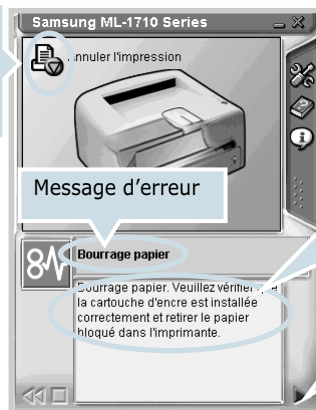 Samsung ML-1710 Series
Annuler l'impression
Message d'erreur
Bourrage papier
Bourrage papier. Veuillez vérifier
la cartouche d'encre est installée
correctement et retirer le papier
bloqué dans l'imprimante.